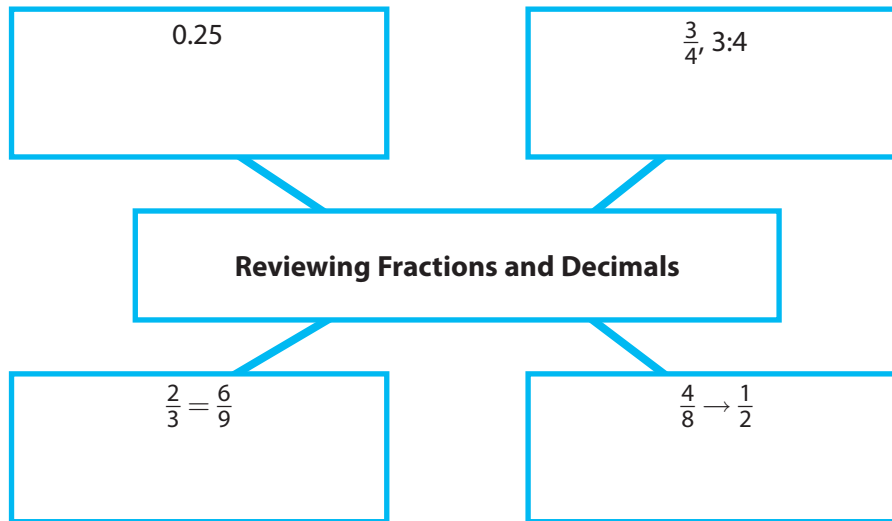 0.25
3/4, 3:4
Reviewing Fractions and Decimals
2/3 = 6/9
4/8 → 1/2